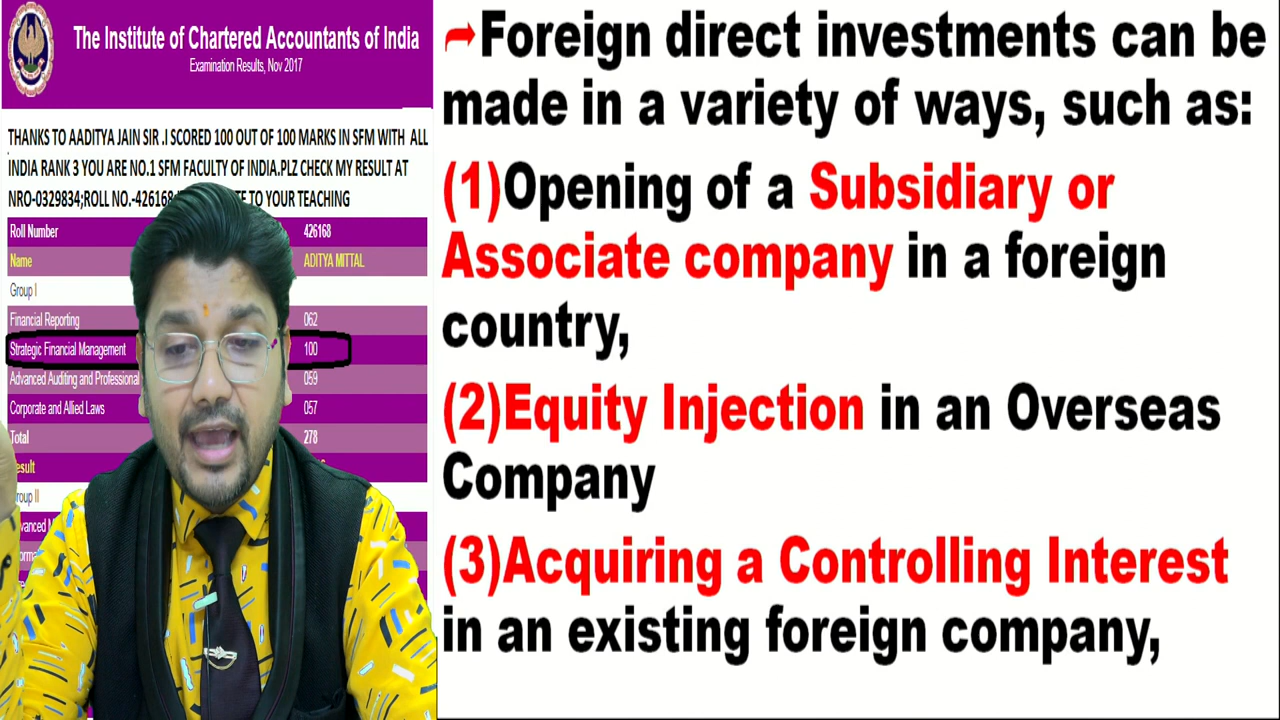 The Institute of Chartered Accountants of India
Examination Results, Nov 2017
THANKS TO AADITYA JAIN SIR .I SCORED 100 OUT OF 100 MARKS IN SFM WITH ALL
INDIA RANK 3 YOU ARE NO.1 SFM FACULTY OF INDIA.PLZ CHECK MY RESULT AT
NRO-0329834;ROLL NO.-426168 TO YOUR TEACHING
Roll Number 426168
Name ADITYA MITTAL
Group I
Financial Reporting 062
Strategic Financial Management 100
Advanced Auditing and Professional 059
Corporate and Allied Laws 057
Total 278
➦Foreign direct investments can be
made in a variety of ways, such as:
(1)Opening of a Subsidiary or
Associate company in a foreign
country,
(2)Equity Injection in an Overseas
Company
(3)Acquiring a Controlling Interest
in an existing foreign company,